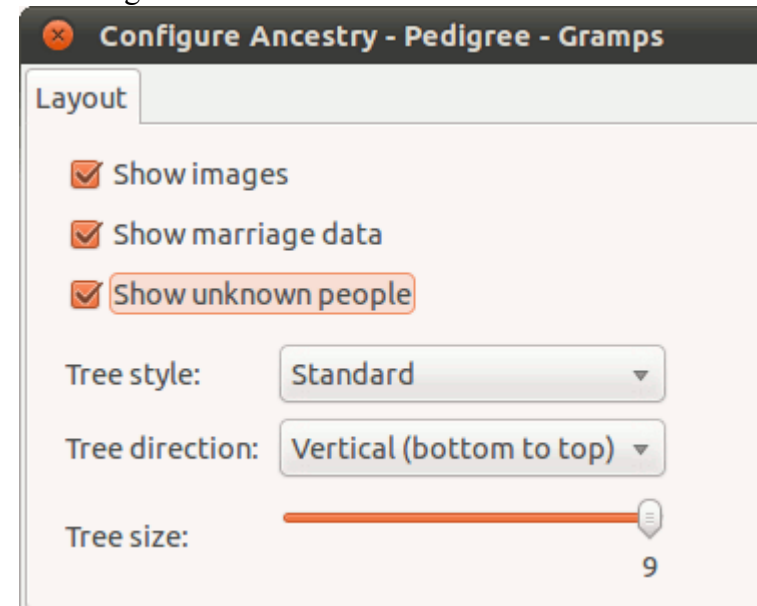 Configure Ancestry - Pedigree - Gramps
Layout
Show images
Show marriage data
Show unknown people
Tree style: Standard
Tree direction: Vertical (bottom to top)
Tree size:
9